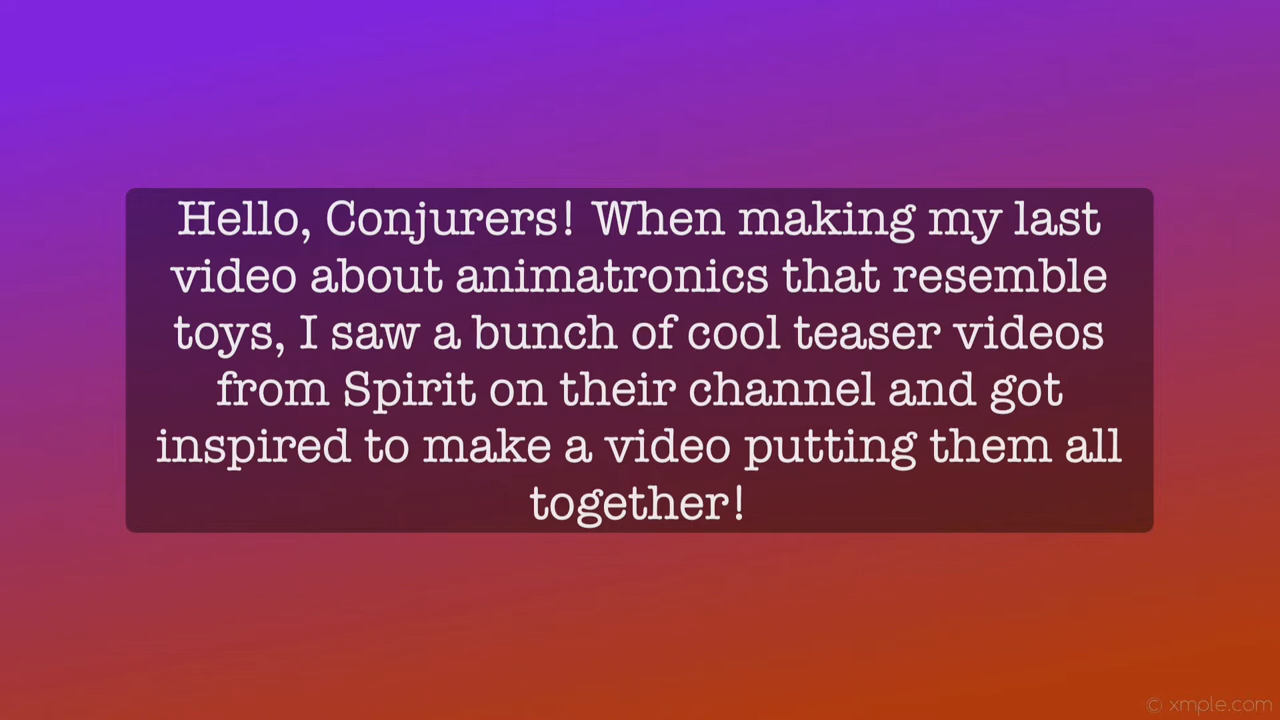 Hello, Conjurers! When making my last
video about animatronics that resemble
toys, I saw a bunch of cool teaser videos
from Spirit on their channel and got
inspired to make a video putting them all
together!
© xmple.com